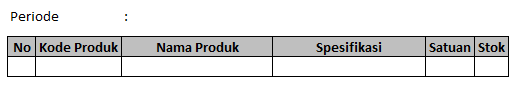 Periode :
No Kode Produk Nama Produk Spesifikasi Satuan Stok